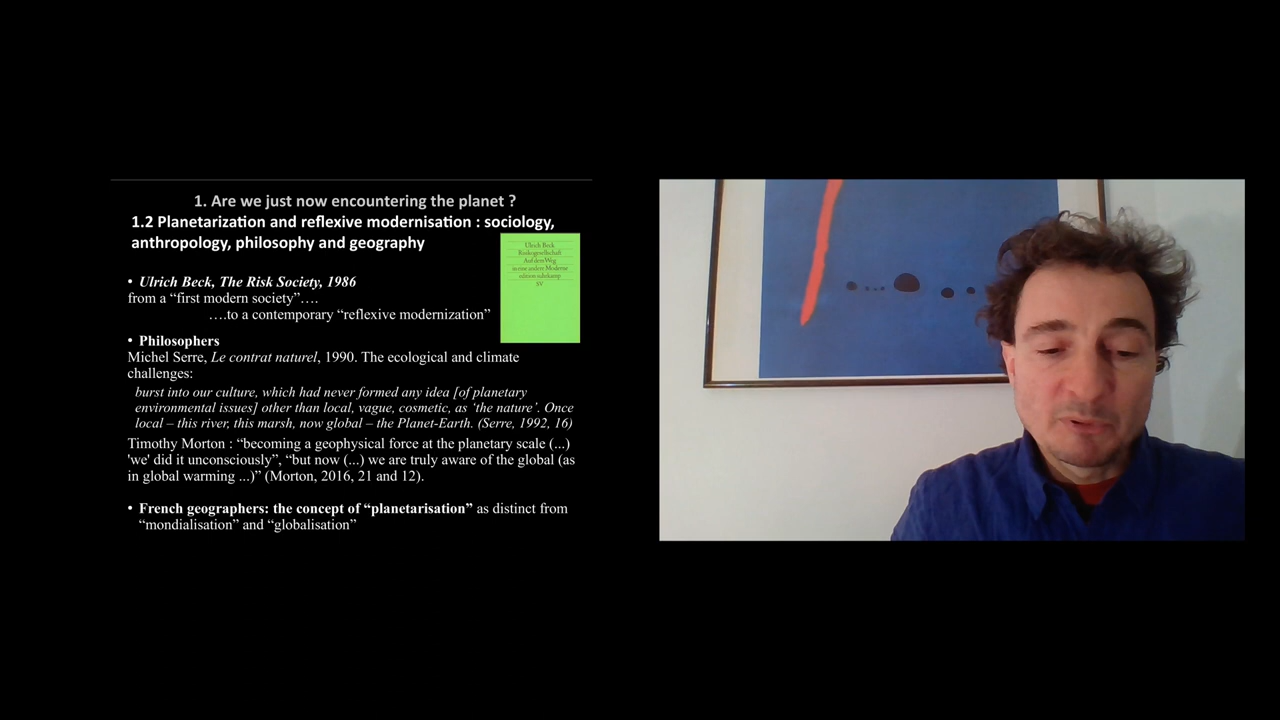 1. Are we just now encountering the planet ?
1.2 Planetarization and reflexive modernisation : sociology,
anthropology, philosophy and geography
Ulrich Beck
Risikogesellschaft
Auf dem Weg
in eine andere Moderne
edition suhrkamp
SV
• Ulrich Beck, The Risk Society, 1986
from a “first modern society”….
….to a contemporary “reflexive modernization”
• Philosophers
Michel Serre, Le contrat naturel, 1990. The ecological and climate
challenges:
burst into our culture, which had never formed any idea [of planetary
environmental issues] other than local, vague, cosmetic, as ‘the nature’. Once
local – this river, this marsh, now global – the Planet-Earth. (Serre, 1992, 16)
Timothy Morton : “becoming a geophysical force at the planetary scale (...)
'we' did it unconsciously”, “but now (...) we are truly aware of the global (as
in global warming ...)” (Morton, 2016, 21 and 12).
• French geographers: the concept of “planetarisation” as distinct from
“mondialisation” and “globalisation”